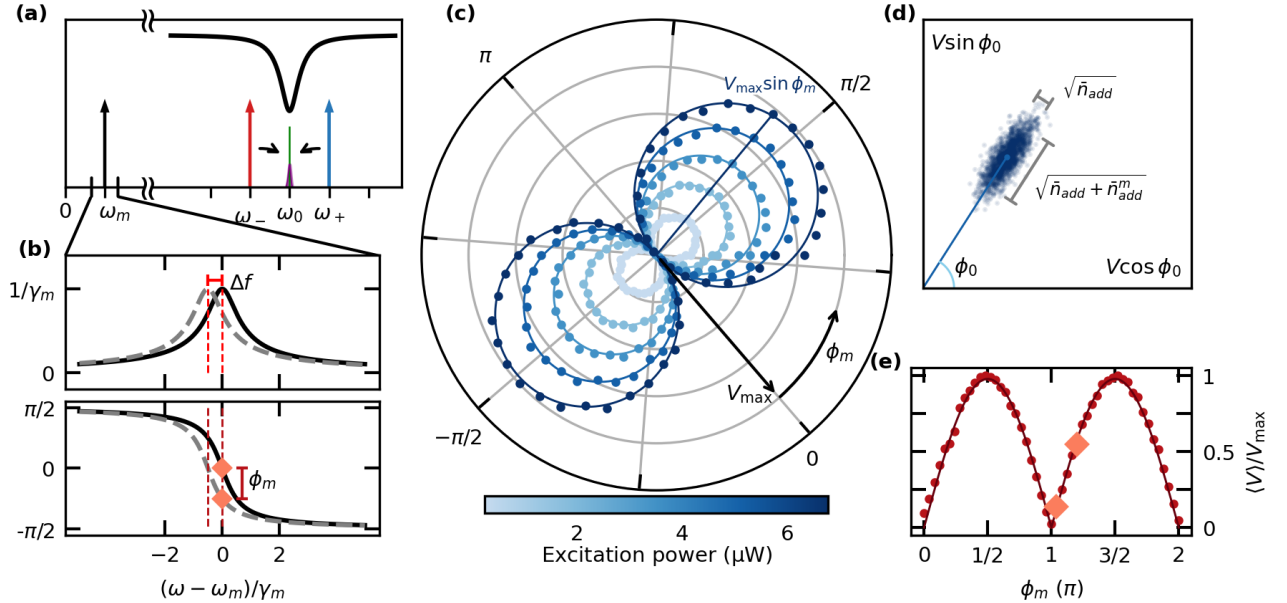 (a)
0
ω_m
ω_−
ω_0
ω_+
(b)
1/γ_m
0
Δf
π/2
0
-π/2
ϕ_m
−2
0
2
(ω − ω_m)/γ_m
(c)
π
V_max sin ϕ_m
π/2
−π/2
V_max
ϕ_m
0
2
4
6
Excitation power (μW)
(d)
V sin ϕ_0
√n̄_add
√n̄_add + n̄^m_add
ϕ_0
V cos ϕ_0
(e)
1
0.5
0
⟨V⟩/V_max
0
1/2
1
3/2
2
ϕ_m (π)